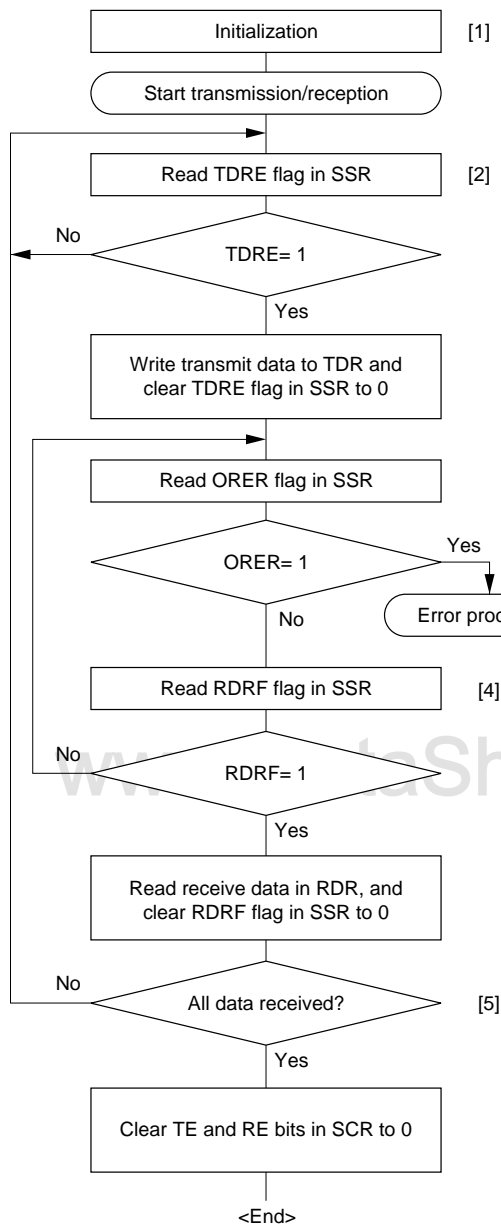 Initialization [1]
Start transmission/reception
Read TDRE flag in SSR [2]
No
TDRE= 1
Yes
Write transmit data to TDR and
clear TDRE flag in SSR to 0
Read ORER flag in SSR
ORER= 1
Yes
No
Error
Read RDRF flag in SSR [4]
No
RDRF= 1
Yes
Read receive data in RDR, and
clear RDRF flag in SSR to 0
No
All data received? [5]
Yes
Clear TE and RE bits in SCR to 0
<End>